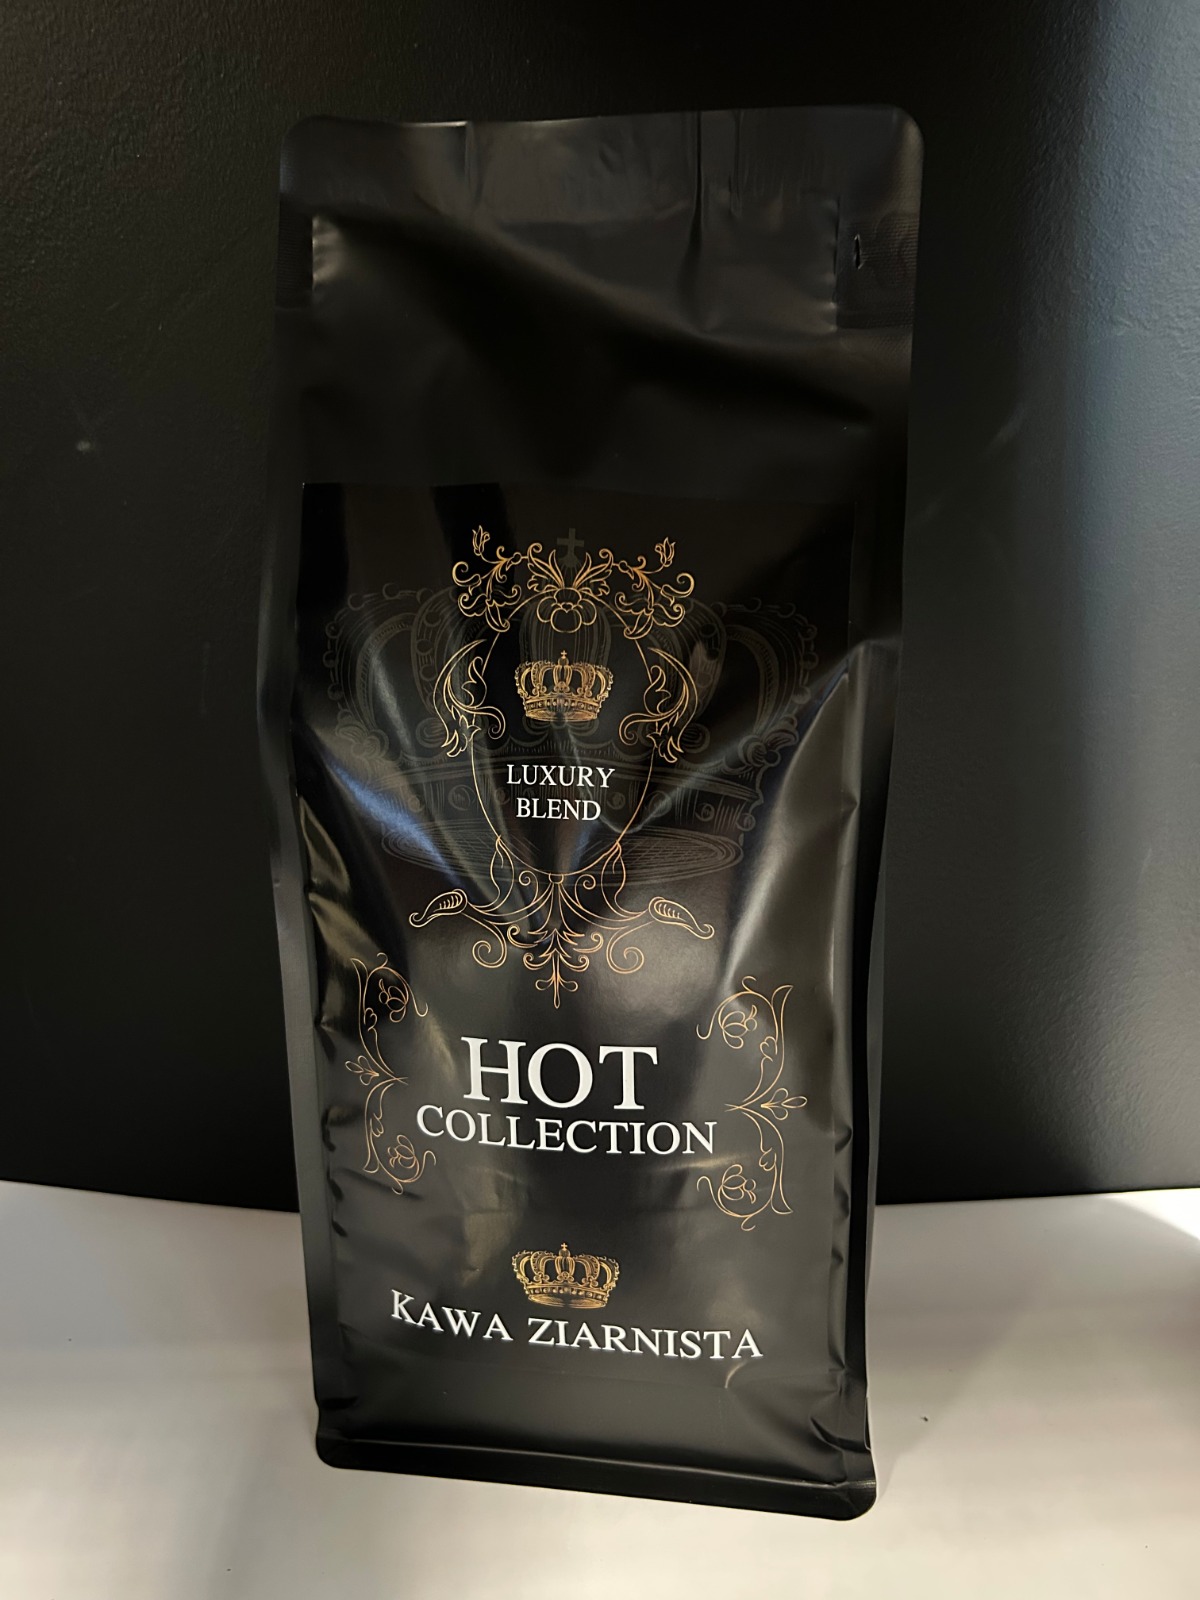 LUXURY
BLEND
HOT
COLLECTION
KAWA ZIARNISTA